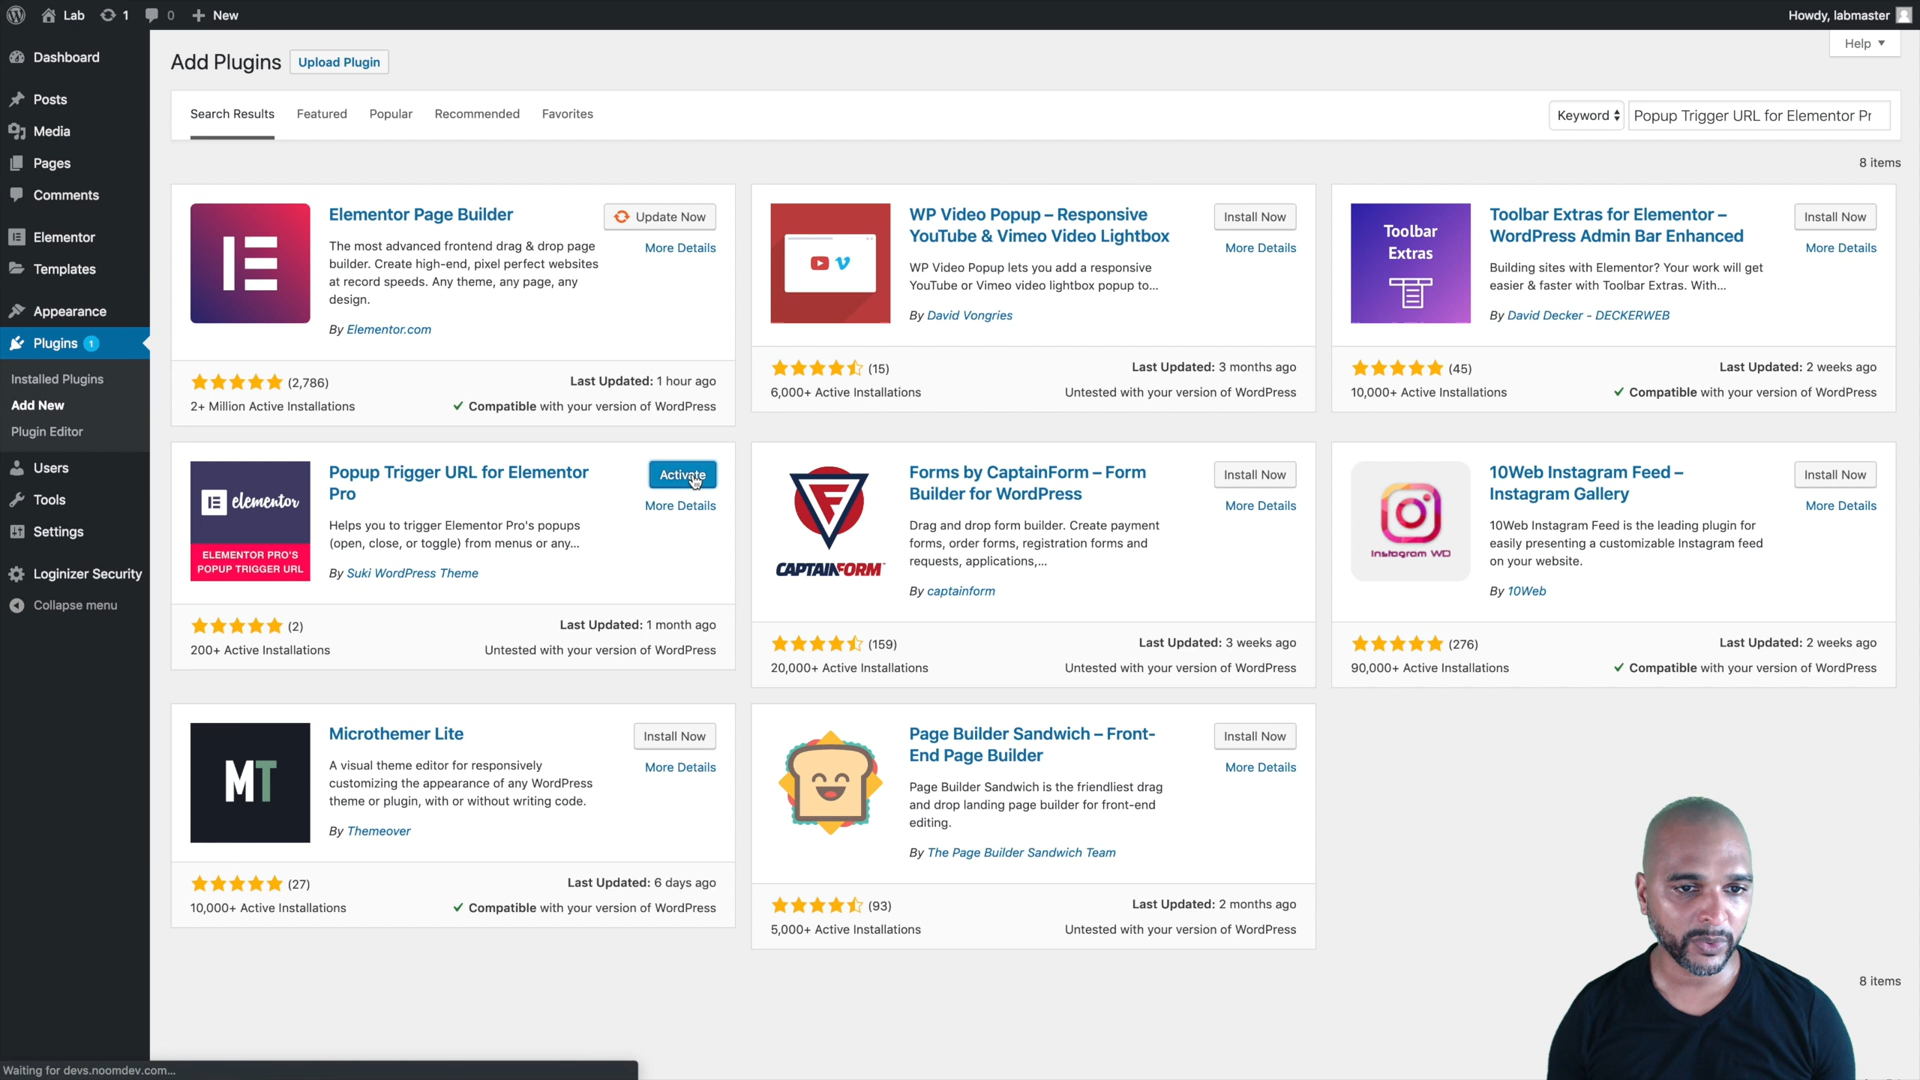 Lab
1
0
New
Howdy, labmaster
Help
Dashboard
Posts
Media
Pages
Comments
Elementor
Templates
Appearance
Plugins 1
Installed Plugins
Add New
Plugin Editor
Users
Tools
Settings
Loginizer Security
Collapse menu
Add Plugins
Upload Plugin
Search Results
Featured
Popular
Recommended
Favorites
Keyword
Popup Trigger URL for Elementor Pr
8 items
Elementor Page Builder
Update Now
More Details
The most advanced frontend drag & drop page
builder. Create high-end, pixel perfect websites
at record speeds. Any theme, any page, any
design.
By Elementor.com
(2,786)
2+ Million Active Installations
Last Updated: 1 hour ago
Compatible with your version of WordPress
WP Video Popup – Responsive
YouTube & Vimeo Video Lightbox
Install Now
More Details
WP Video Popup lets you add a responsive
YouTube or Vimeo video lightbox popup to...
By David Vongries
(15)
6,000+ Active Installations
Last Updated: 3 months ago
Untested with your version of WordPress
Toolbar
Extras
Toolbar Extras for Elementor –
WordPress Admin Bar Enhanced
Install Now
More Details
Building sites with Elementor? Your work will get
easier & faster with Toolbar Extras. With...
By David Decker - DECKERWEB
(45)
10,000+ Active Installations
Last Updated: 2 weeks ago
Compatible with your version of WordPress
elementor
ELEMENTOR PRO'S
POPUP TRIGGER URL
Popup Trigger URL for Elementor
Pro
Activate
More Details
Helps you to trigger Elementor Pro's popups
(open, close, or toggle) from menus or any...
By Suki WordPress Theme
(2)
200+ Active Installations
Last Updated: 1 month ago
Untested with your version of WordPress
CAPTAINFORM
Forms by CaptainForm – Form
Builder for WordPress
Install Now
More Details
Drag and drop form builder. Create payment
forms, order forms, registration forms and
requests, applications,...
By captainform
(159)
20,000+ Active Installations
Last Updated: 3 weeks ago
Untested with your version of WordPress
Instagram WD
10Web Instagram Feed –
Instagram Gallery
Install Now
More Details
10Web Instagram Feed is the leading plugin for
easily presenting a customizable Instagram feed
on your website.
By 10Web
(276)
90,000+ Active Installations
Last Updated: 2 weeks ago
Compatible with your version of WordPress
MT
Microthemer Lite
Install Now
More Details
A visual theme editor for responsively
customizing the appearance of any WordPress
theme or plugin, with or without writing code.
By Themeover
(27)
10,000+ Active Installations
Last Updated: 6 days ago
Compatible with your version of WordPress
Page Builder Sandwich – Front-
End Page Builder
Install Now
More Details
Page Builder Sandwich is the friendliest drag
and drop landing page builder for front-end
editing.
By The Page Builder Sandwich Team
(93)
5,000+ Active Installations
Last Updated: 2 months ago
Untested with your version of WordPress
8 items
Waiting for devs.noomdev.com...